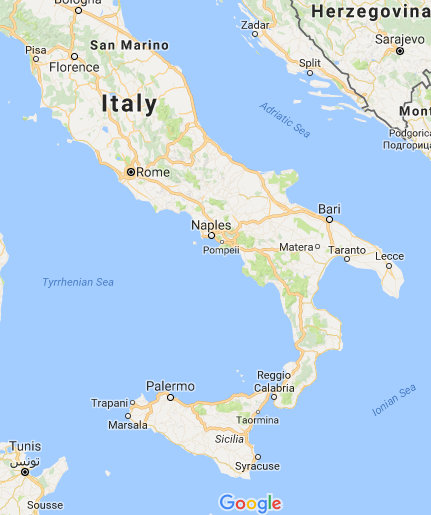 Bologna
Herzegovina
Zadar
Sarajevo
San Marino
Pisa
Split
Florence
Italy
Adriatic Sea
Mont
Podgorica
Подгорица
Rome
Bari
Naples
Pompeii
Matera
Taranto
Lecce
Tyrrhenian Sea
Reggio
Calabria
Palermo
Ionian Sea
Trapani
Marsala
Taormina
Sicilia
Tunis
تونس
Syracuse
Sousse
Google